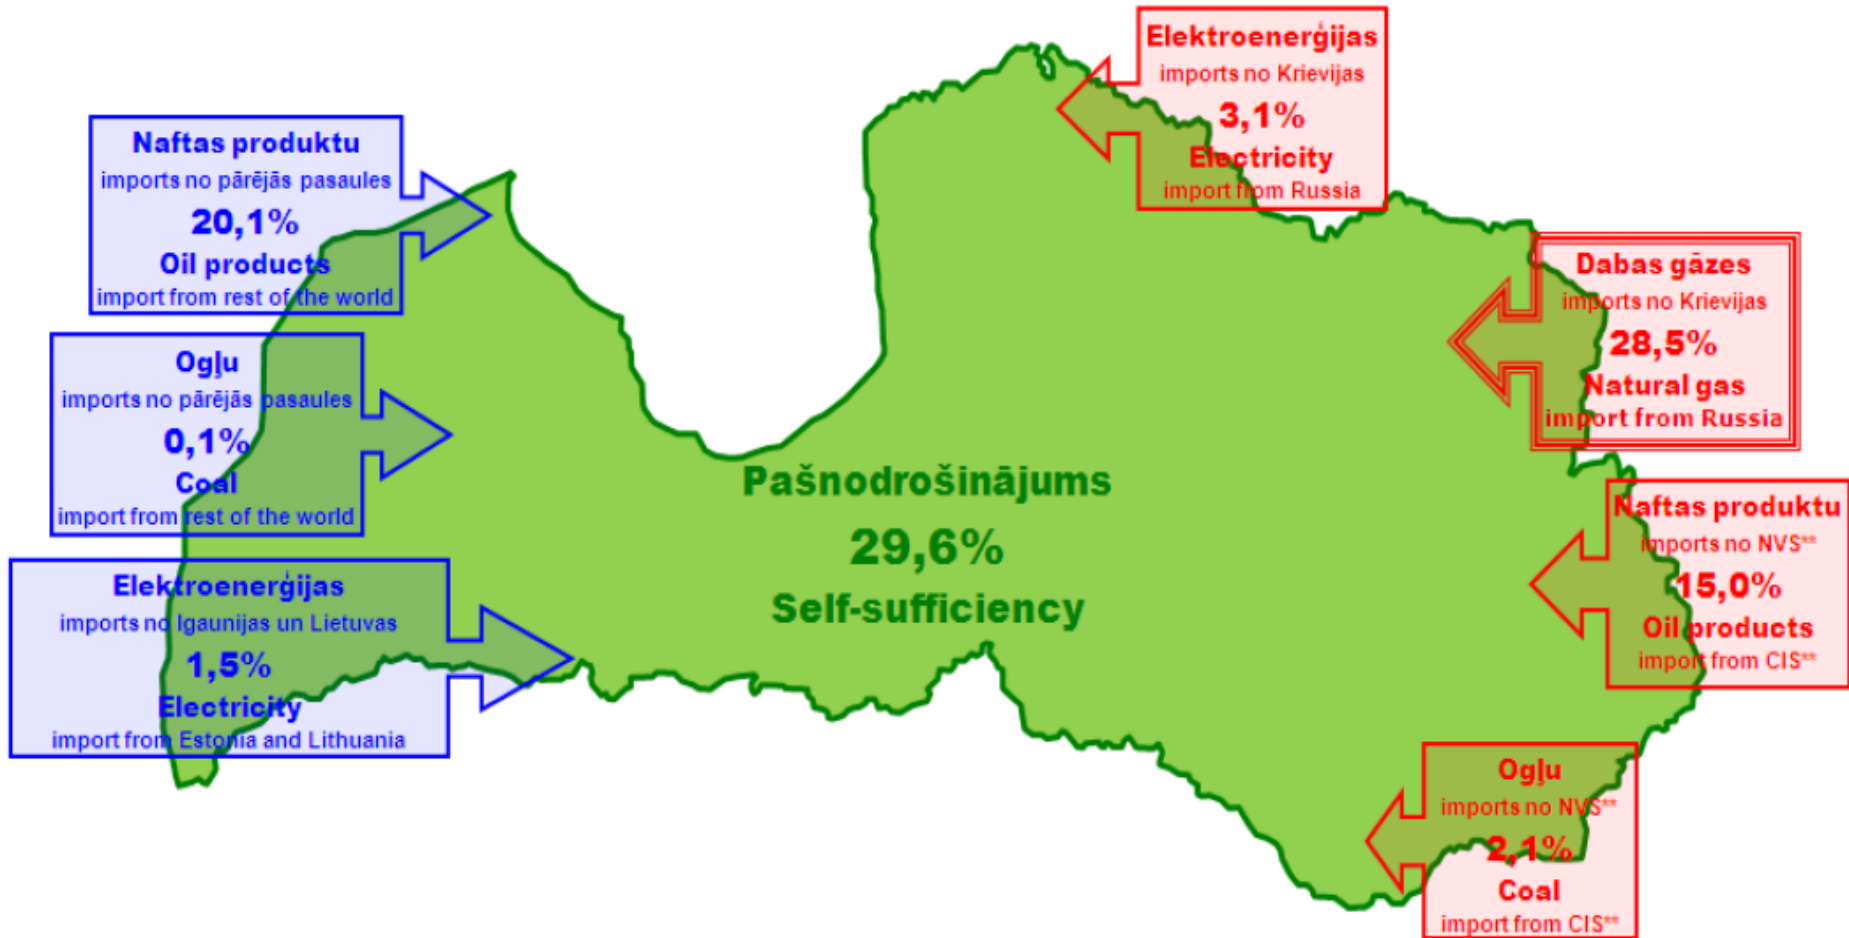 Elektroenerģijas
imports no Krievijas
3,1%
Electricity
import from Russia
Naftas produktu
imports no pārējās pasaules
20,1%
Oil products
import from rest of the world
Dabas gāzes
imports no Krievijas
28,5%
Natural gas
import from Russia
Ogļu
imports no pārējās pasaules
0,1%
Coal
import from rest of the world
Pašnodrošinājums
29,6%
Self-sufficiency
Naftas produktu
imports no NVS**
15,0%
Oil products
import from CIS**
Elektroenerģijas
imports no Igaunijas un Lietuvas
1,5%
Electricity
import from Estonia and Lithuania
Ogļu
imports no NVS**
2,1%
Coal
import from CIS**